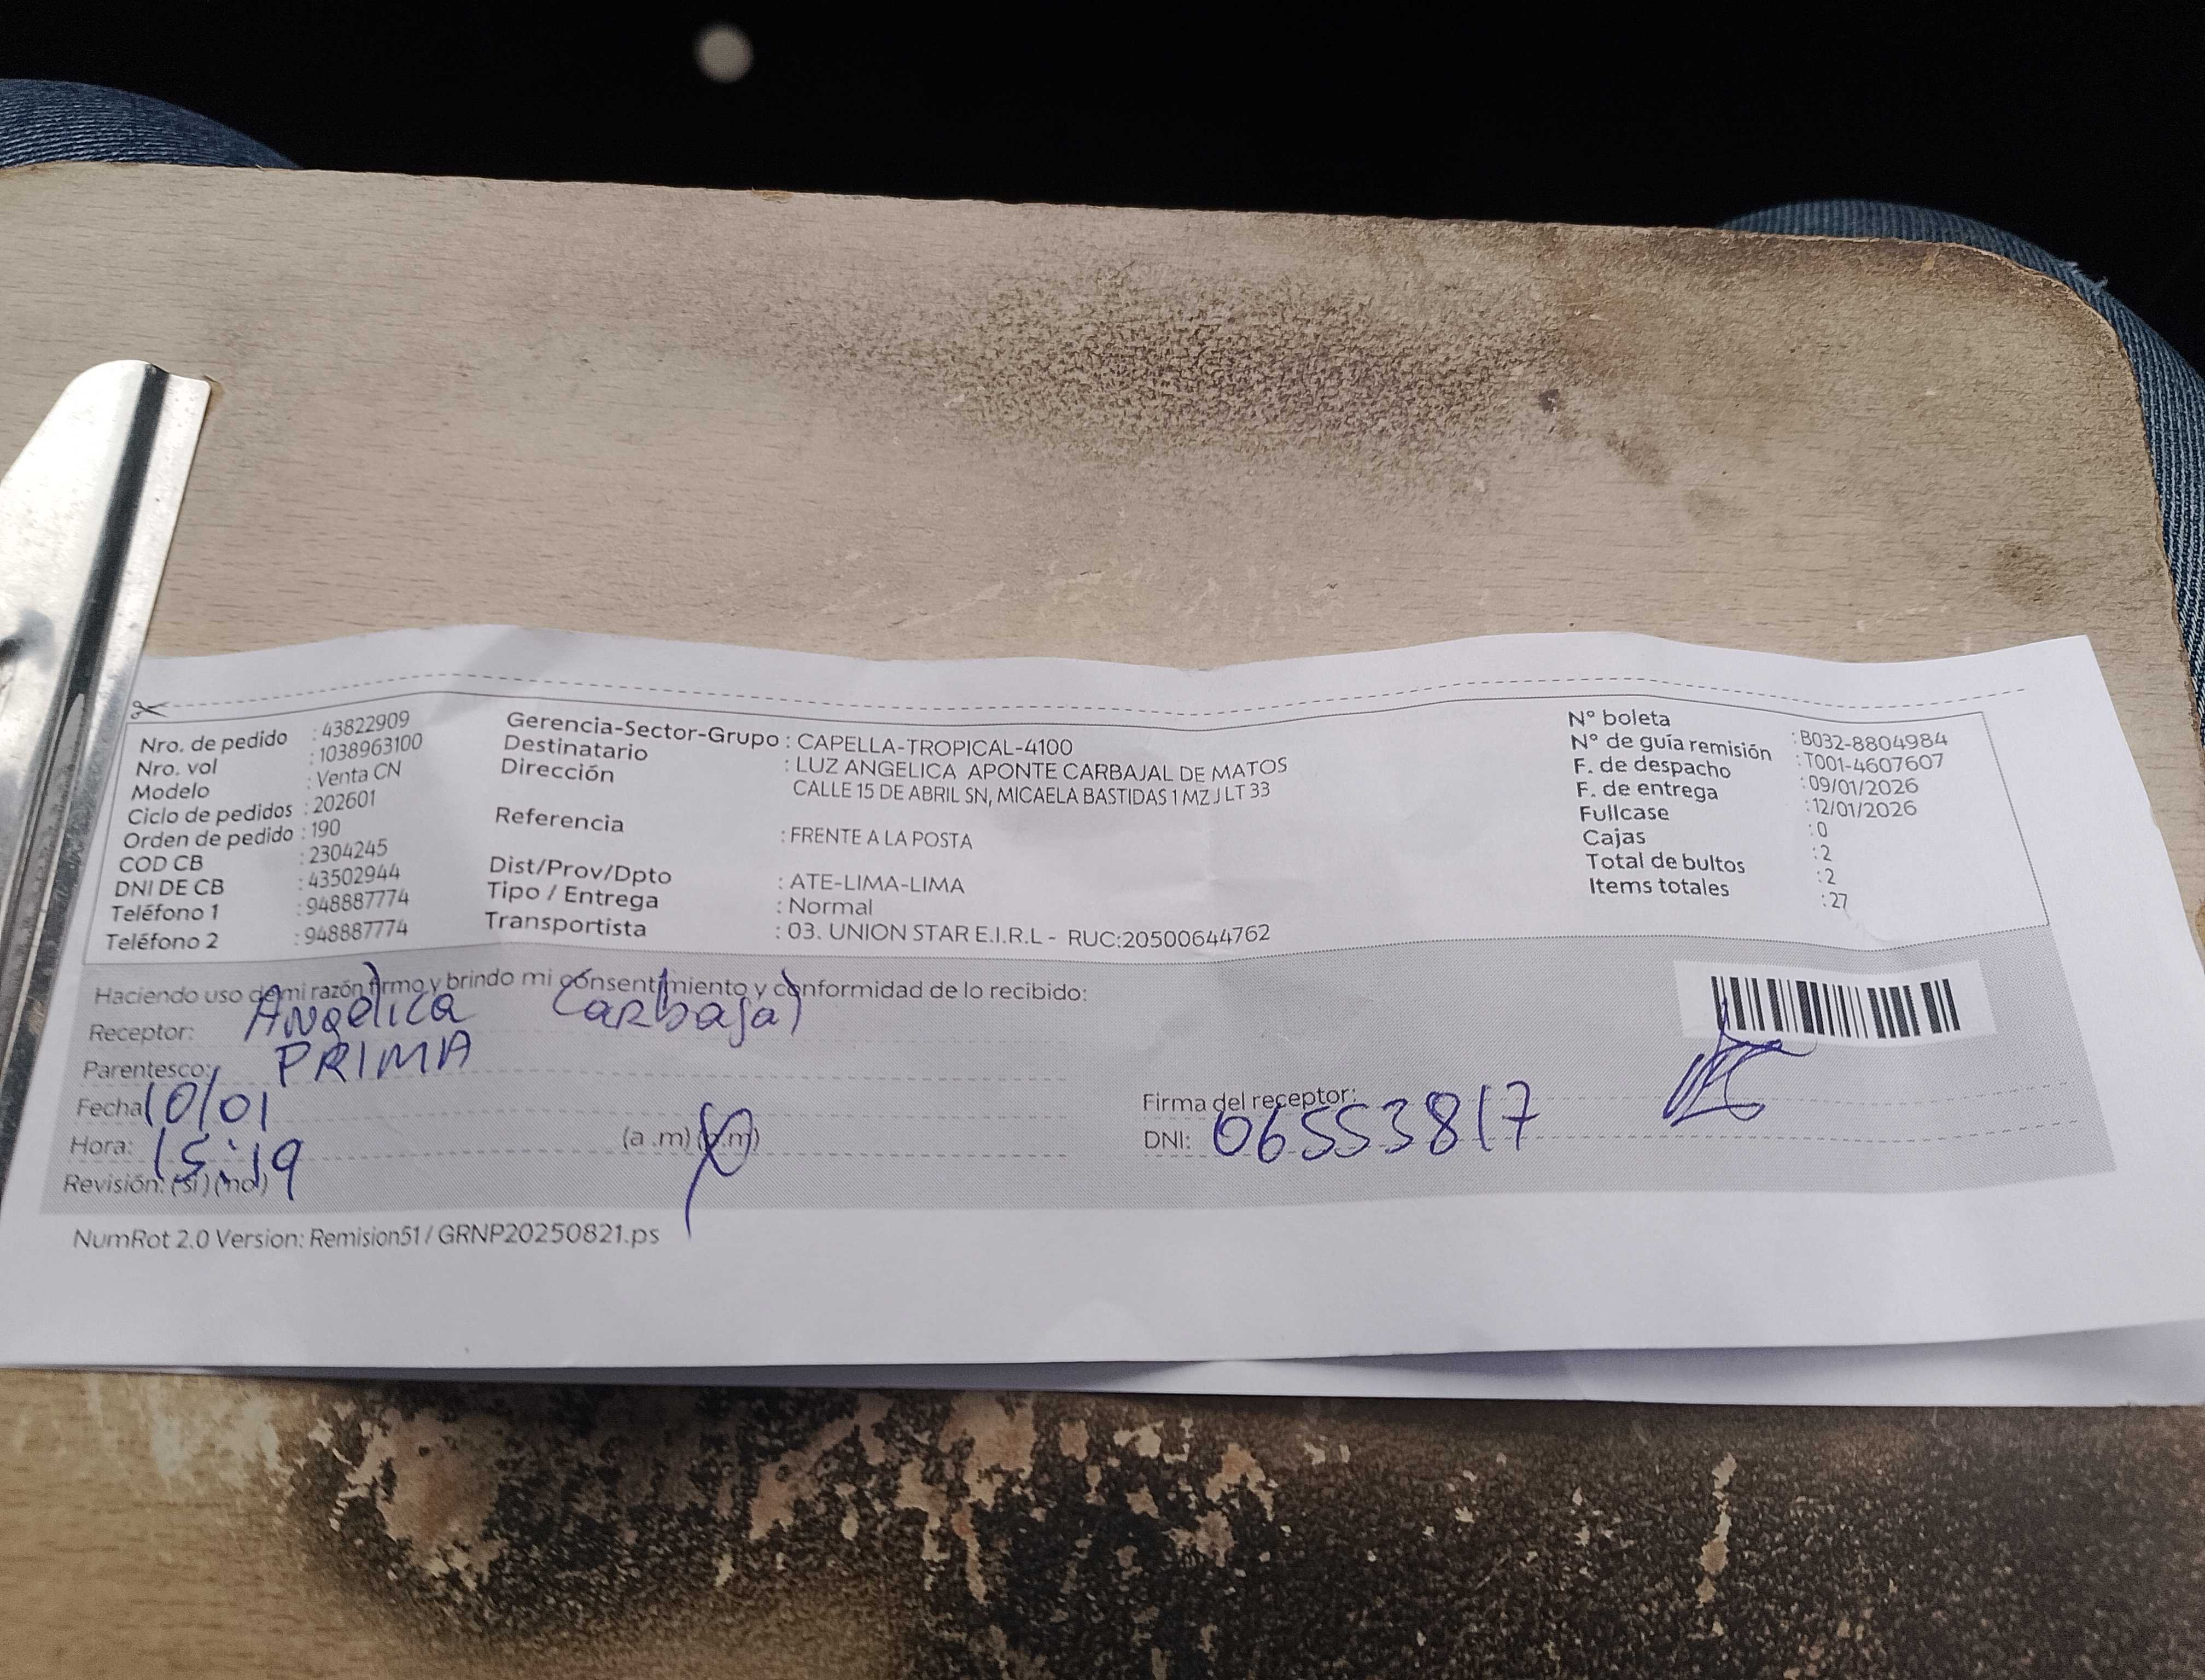 Nro. de pedido : 43822909
Nro. vol : 1038963100
Modelo : Venta CN
Ciclo de pedidos : 202601
Orden de pedido : 190
COD CB : 2304245
DNI DE CB : 43502944
Teléfono 1 : 948887774
Teléfono 2 : 948887774
Gerencia-Sector-Grupo : CAPELLA-TROPICAL-4100
Destinatario : LUZ ANGELICA APONTE CARBAJAL DE MATOS
Dirección CALLE 15 DE ABRIL SN, MICAELA BASTIDAS 1 MZ J LT 33
Referencia : FRENTE A LA POSTA
Dist/Prov/Dpto : ATE-LIMA-LIMA
Tipo / Entrega : Normal
Transportista : 03. UNION STAR E.I.R.L - RUC:20500644762
N° boleta : B032-8804984
N° de guía remisión : T001-4607607
F. de despacho : 09/01/2026
F. de entrega : 12/01/2026
Fullcase : 0
Cajas : 2
Total de bultos : 2
Items totales : 27
Haciendo uso de mi razón firmo y brindo mi consentimiento y conformidad de lo recibido:
Receptor: Angelica Carbajal
Parentesco: PRIMA
Fecha 10/01
Hora: 15:19 (a .m) (p.m)
Revisión: (si) (no)
Firma del receptor:
DNI: 06553817
NumRot 2.0 Version: Remision51 / GRNP20250821.ps